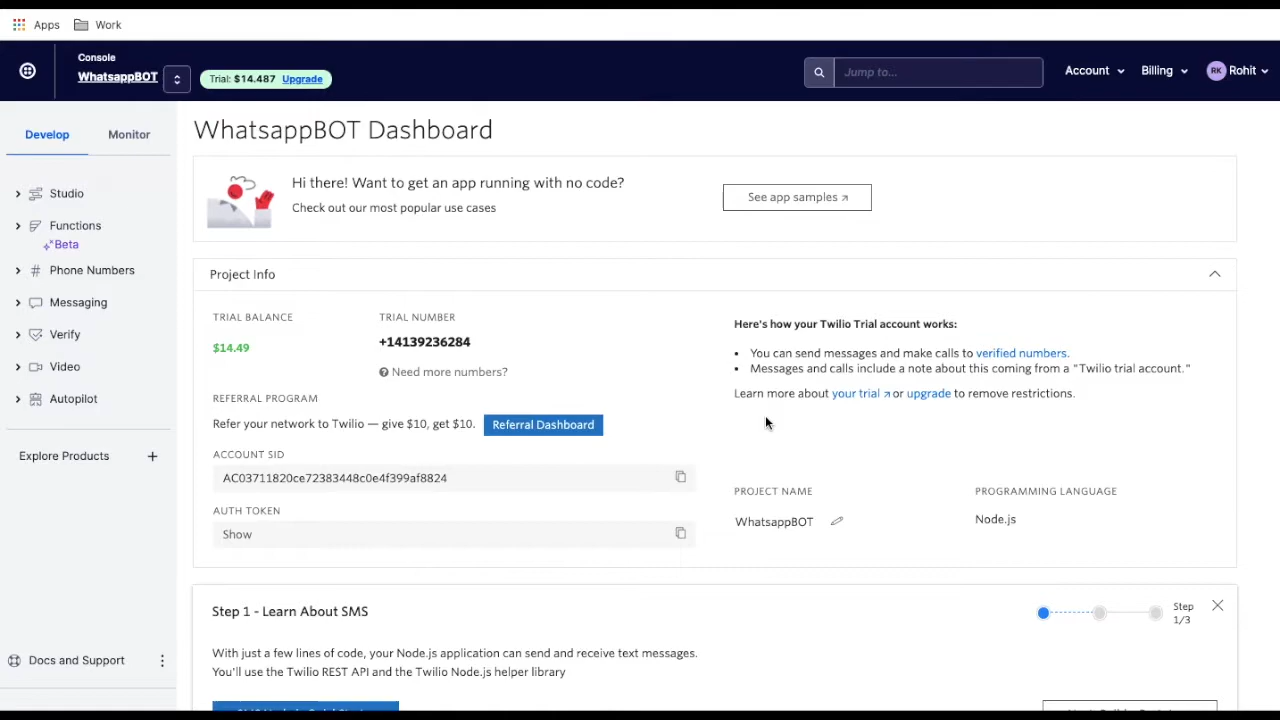 Apps Work
Console
WhatsappBOT
Trial: $14.487 Upgrade
Jump to...
Account Billing RK Rohit
Develop Monitor
Studio
Functions
Beta
Phone Numbers
Messaging
Verify
Video
Autopilot
Explore Products +
Docs and Support
WhatsappBOT Dashboard
Hi there! Want to get an app running with no code?
Check out our most popular use cases
See app samples
Project Info
TRIAL BALANCE
$14.49
TRIAL NUMBER
+14139236284
Need more numbers?
REFERRAL PROGRAM
Refer your network to Twilio — give $10, get $10. Referral Dashboard
ACCOUNT SID
AC03711820ce72383448c0e4f399af8824
AUTH TOKEN
Show
Here's how your Twilio Trial account works:
• You can send messages and make calls to verified numbers.
• Messages and calls include a note about this coming from a "Twilio trial account."
Learn more about your trial or upgrade to remove restrictions.
PROJECT NAME
WhatsappBOT
PROGRAMMING LANGUAGE
Node.js
Step 1 - Learn About SMS
Step
1/3
With just a few lines of code, your Node.js application can send and receive text messages.
You'll use the Twilio REST API and the Twilio Node.js helper library